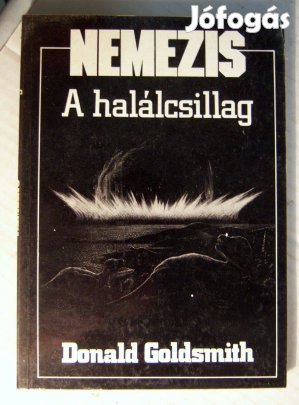 Jófogás
NEMEZIS
A halálcsillag
Donald Goldsmith